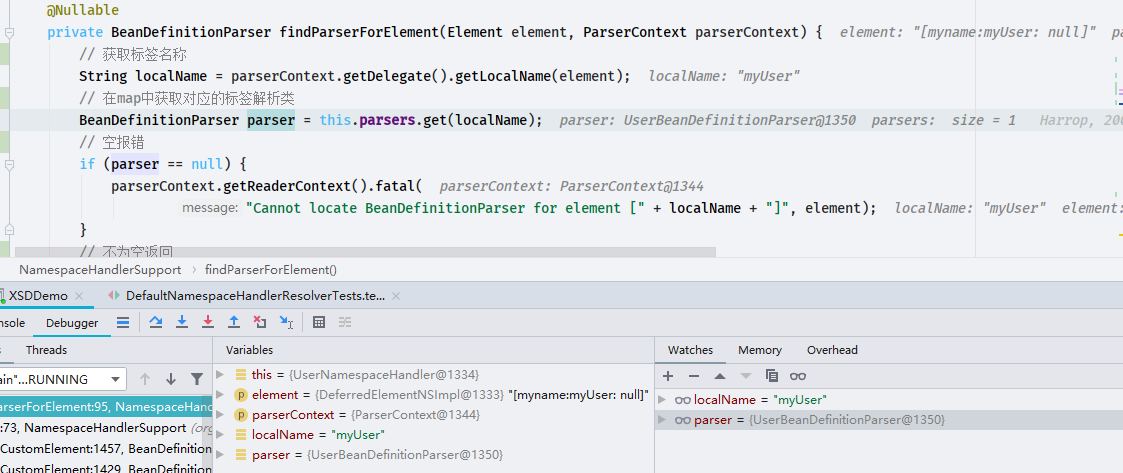 @Nullable
private BeanDefinitionParser findParserForElement(Element element, ParserContext parserContext) { element: "[myname:myUser: null]" pa
// 获取标签名称
String localName = parserContext.getDelegate().getLocalName(element); localName: "myUser"
// 在map中获取对应的标签解析类
BeanDefinitionParser parser = this.parsers.get(localName); parser: UserBeanDefinitionParser@1350 parsers: size = 1 Harrop, 200
// 空报错
if (parser == null) {
parserContext.getReaderContext().fatal( parserContext: ParserContext@1344
message: "Cannot locate BeanDefinitionParser for element [" + localName + "]", element); localName: "myUser" element:
}
// 不为空返回
NamespaceHandlerSupport › findParserForElement()
XSDDemo × DefaultNamespaceHandlerResolverTests.te... ×
nsole Debugger
s Threads Variables Watches Memory Overhead
ain"...RUNNING
this = {UserNamespaceHandler@1334}
element = {DeferredElementNSImpl@1333} "[myname:myUser: null]"
parserContext = {ParserContext@1344}
localName = "myUser"
parser = {UserBeanDefinitionParser@1350}
localName = "myUser"
parser = {UserBeanDefinitionParser@1350}
arserForElement:95, NamespaceHand
:73, NamespaceHandlerSupport (org
CustomElement:1457, BeanDefinition
CustomElement:1429, BeanDefinition